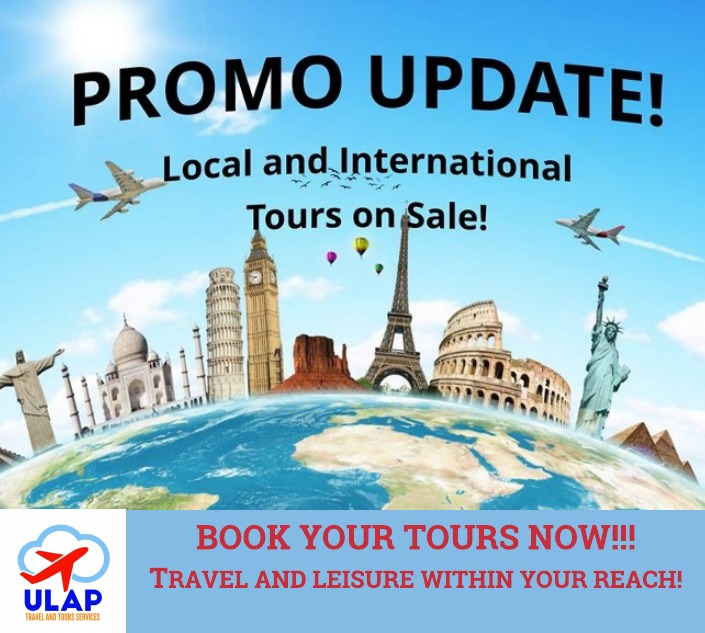 PROMO UPDATE!
Local and International
Tours on Sale!
BOOK YOUR TOURS NOW!!!
TRAVEL AND LEISURE WITHIN YOUR REACH!
ULAP
TRAVEL AND TOURS SERVICES